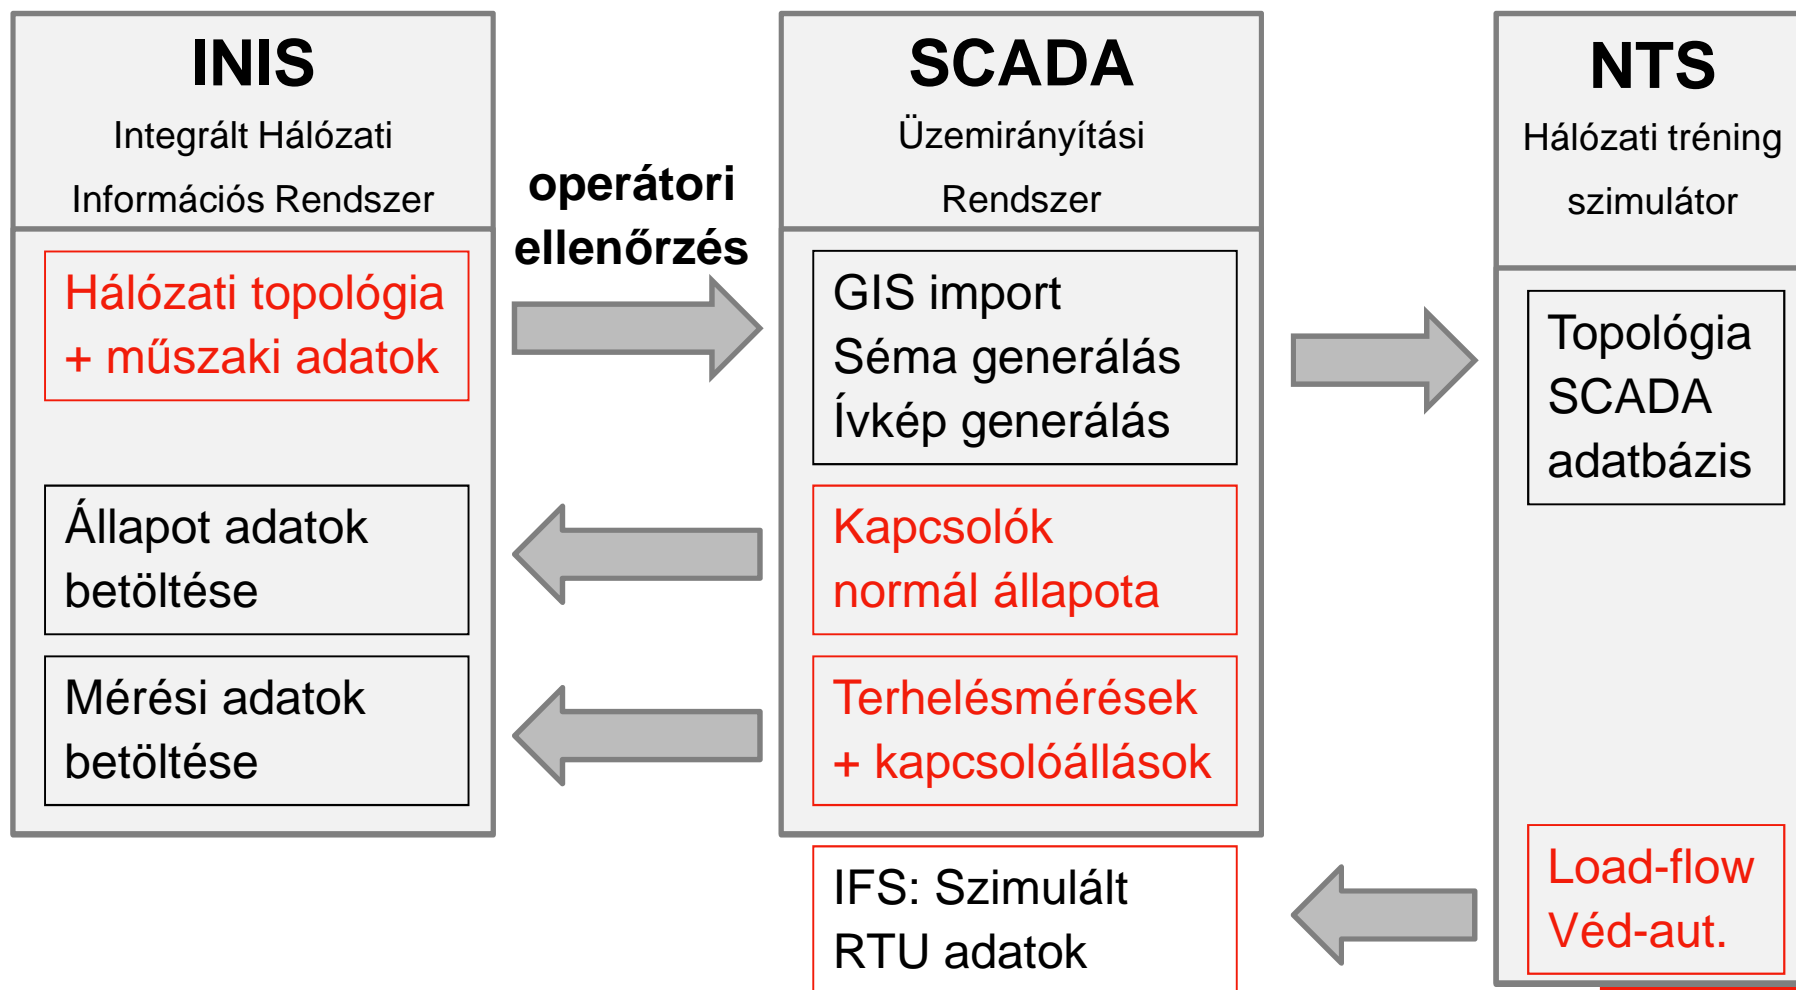 INIS
Integrált Hálózati
Információs Rendszer
Hálózati topológia
+ műszaki adatok
Állapot adatok
betöltése
Mérési adatok
betöltése
operátori
ellenőrzés
SCADA
Üzemirányítási
Rendszer
GIS import
Séma generálás
Ívkép generálás
Kapcsolók
normál állapota
Terhelésmérések
+ kapcsolóállások
IFS: Szimulált
RTU adatok
NTS
Hálózati tréning
szimulátor
Topológia
SCADA
adatbázis
Load-flow
Véd-aut.